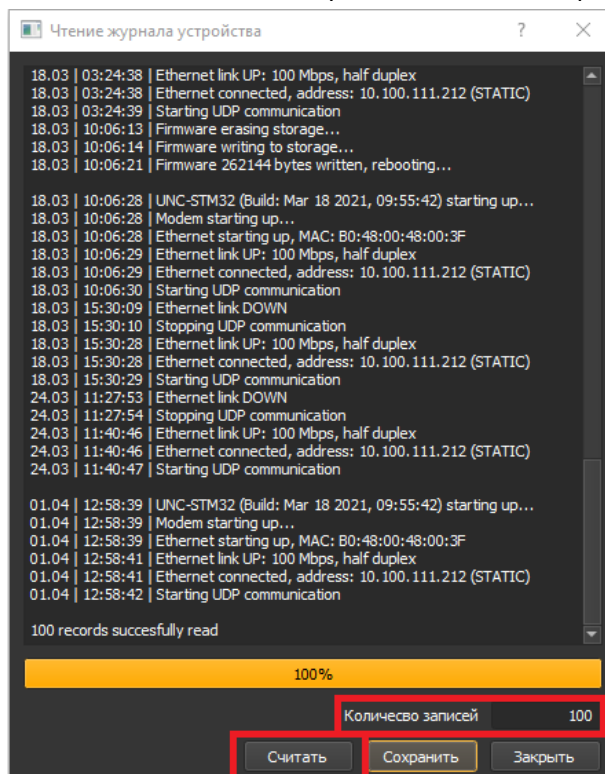 Чтение журнала устройства
18.03 | 03:24:38 | Ethernet link UP: 100 Mbps, half duplex
18.03 | 03:24:38 | Ethernet connected, address: 10.100.111.212 (STATIC)
18.03 | 03:24:39 | Starting UDP communication
18.03 | 10:06:13 | Firmware erasing storage...
18.03 | 10:06:14 | Firmware writing to storage...
18.03 | 10:06:21 | Firmware 262144 bytes written, rebooting...
18.03 | 10:06:28 | UNC-STM32 (Build: Mar 18 2021, 09:55:42) starting up...
18.03 | 10:06:28 | Modem starting up...
18.03 | 10:06:28 | Ethernet starting up, MAC: B0:48:00:48:00:3F
18.03 | 10:06:29 | Ethernet link UP: 100 Mbps, half duplex
18.03 | 10:06:29 | Ethernet connected, address: 10.100.111.212 (STATIC)
18.03 | 10:06:30 | Starting UDP communication
18.03 | 15:30:09 | Ethernet link DOWN
18.03 | 15:30:10 | Stopping UDP communication
18.03 | 15:30:28 | Ethernet link UP: 100 Mbps, half duplex
18.03 | 15:30:28 | Ethernet connected, address: 10.100.111.212 (STATIC)
18.03 | 15:30:29 | Starting UDP communication
24.03 | 11:27:53 | Ethernet link DOWN
24.03 | 11:27:54 | Stopping UDP communication
24.03 | 11:40:46 | Ethernet link UP: 100 Mbps, half duplex
24.03 | 11:40:46 | Ethernet connected, address: 10.100.111.212 (STATIC)
24.03 | 11:40:47 | Starting UDP communication
01.04 | 12:58:39 | UNC-STM32 (Build: Mar 18 2021, 09:55:42) starting up...
01.04 | 12:58:39 | Modem starting up...
01.04 | 12:58:39 | Ethernet starting up, MAC: B0:48:00:48:00:3F
01.04 | 12:58:41 | Ethernet link UP: 100 Mbps, half duplex
01.04 | 12:58:41 | Ethernet connected, address: 10.100.111.212 (STATIC)
01.04 | 12:58:42 | Starting UDP communication
100 records succesfully read
100%
Количесво записей 100
Считать Сохранить Закрыть